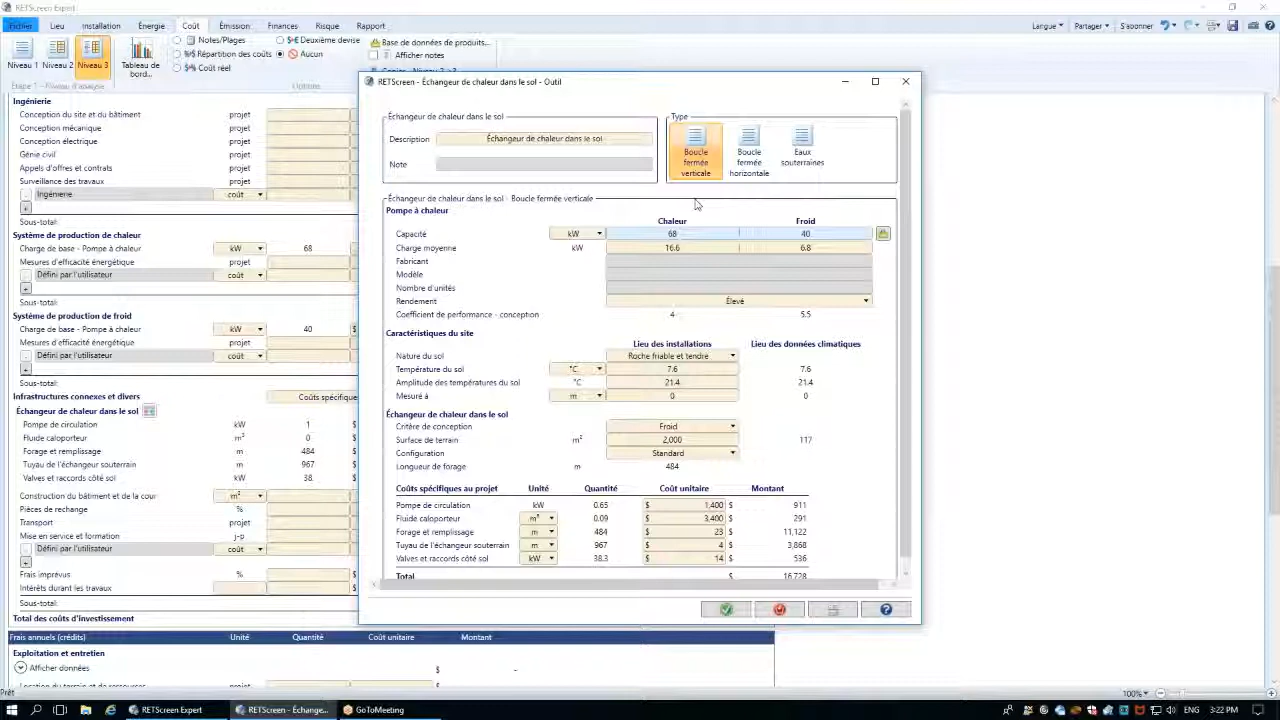 RETScreen Expert
Fichier Lieu Installation Énergie Coût Émission Finances Risque Rapport Langue Partager S'abonner
Niveau 1 Niveau 2 Niveau 3
Tableau de bord...
Notes/Pages $/€ Deuxième devise
Répartition des coûts Aucun
Coût réel
Base de données de produits...
Afficher notes
Étape 1 - Niveau d'analyse Options
Ingénierie
Conception du site et du bâtiment projet
Conception mécanique projet
Conception électrique projet
Génie civil projet
Appels d'offres et contrats projet
Surveillance des travaux projet
Ingénierie coût
Sous-total:
Système de production de chaleur
Charge de base - Pompe à chaleur kW 68
Mesures d'efficacité énergétique projet
Défini par l'utilisateur coût
Sous-total:
Système de production de froid
Charge de base - Pompe à chaleur kW 40 $
Mesures d'efficacité énergétique projet
Défini par l'utilisateur coût
Sous-total:
Infrastructures connexes et divers Coûts spécifique
Échangeur de chaleur dans le sol
Pompe de circulation kW 1 $
Fluide caloporteur m³ 0 $
Forage et remplissage m 484 $
Tuyau de l'échangeur souterrain m 967 $
Valves et raccords côté sol kW 38. $
Construction du bâtiment et de la cour m²
Pièces de rechange %
Transport projet
Mise en service et formation j-p
Défini par l'utilisateur coût
Frais imprévus %
Intérêts durant les travaux
Sous-total:
Total des coûts d'investissement
Frais annuels (crédits) Unité Quantité Coût unitaire Montant
Exploitation et entretien
Afficher données $ -
Location du terrain et de ressources projet
RETScreen - Échangeur de chaleur dans le sol - Outil
Échangeur de chaleur dans le sol
Description Échangeur de chaleur dans le sol
Note
Type
Boucle fermée verticale
Boucle fermée horizontale
Eaux souterraines
Échangeur de chaleur dans le sol - Boucle fermée verticale
Pompe à chaleur
Chaleur Froid
Capacité kW 68 40
Charge moyenne kW 16.6 6.8
Fabricant
Modèle
Nombre d'unités
Rendement Élevé
Coefficient de performance - conception 4 5.5
Caractéristiques du site
Lieu des installations Lieu des données climatiques
Nature du sol Roche friable et tendre
Température du sol °C 7.6 7.6
Amplitude des températures du sol °C 21.4 21.4
Mesuré à m 0 0
Échangeur de chaleur dans le sol
Critère de conception Froid
Surface de terrain m² 2,000 117
Configuration Standard
Longueur de forage m 484
Coûts spécifiques au projet Unité Quantité Coût unitaire Montant
Pompe de circulation kW 0.65 $ 1,400 $ 911
Fluide caloporteur m³ 0.09 $ 3,400 $ 291
Forage et remplissage m 484 $ 23 $ 11,122
Tuyau de l'échangeur souterrain m 967 $ 4 $ 3,868
Valves et raccords côté sol kW 38.3 $ 14 $ 536
Total $ 16,728
Prêt 100%
RETScreen Expert RETScreen - Échange... GoToMeeting ENG 3:22 PM